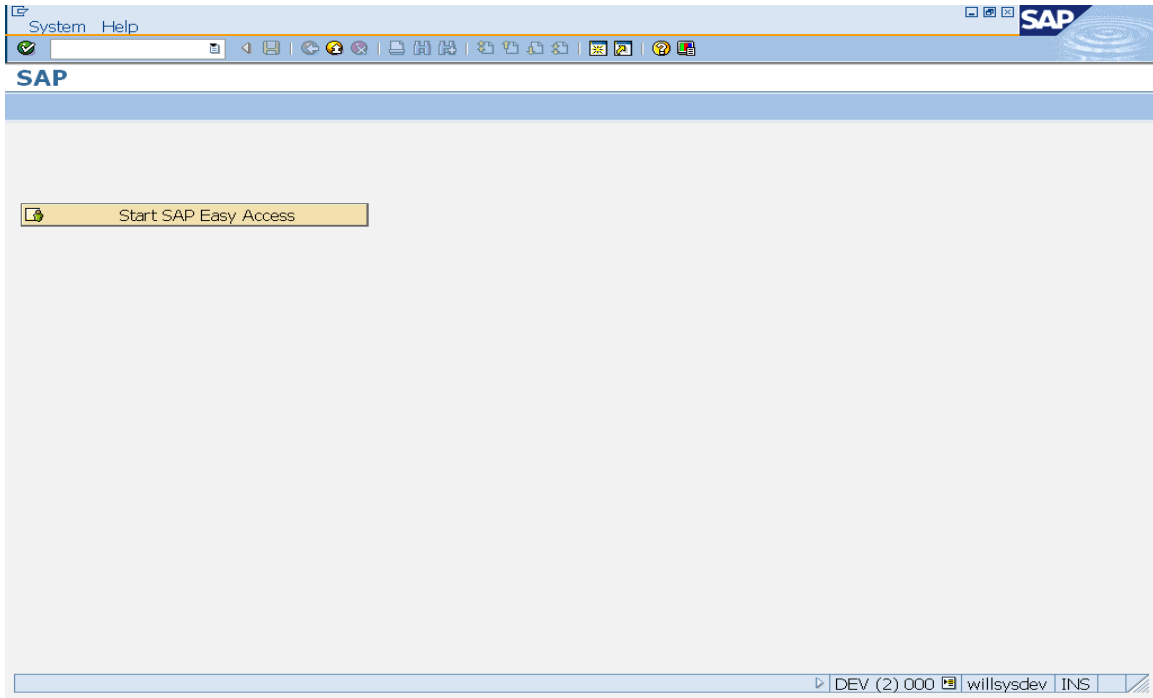 System Help
SAP
SAP
Start SAP Easy Access
DEV (2) 000 willsysdev INS